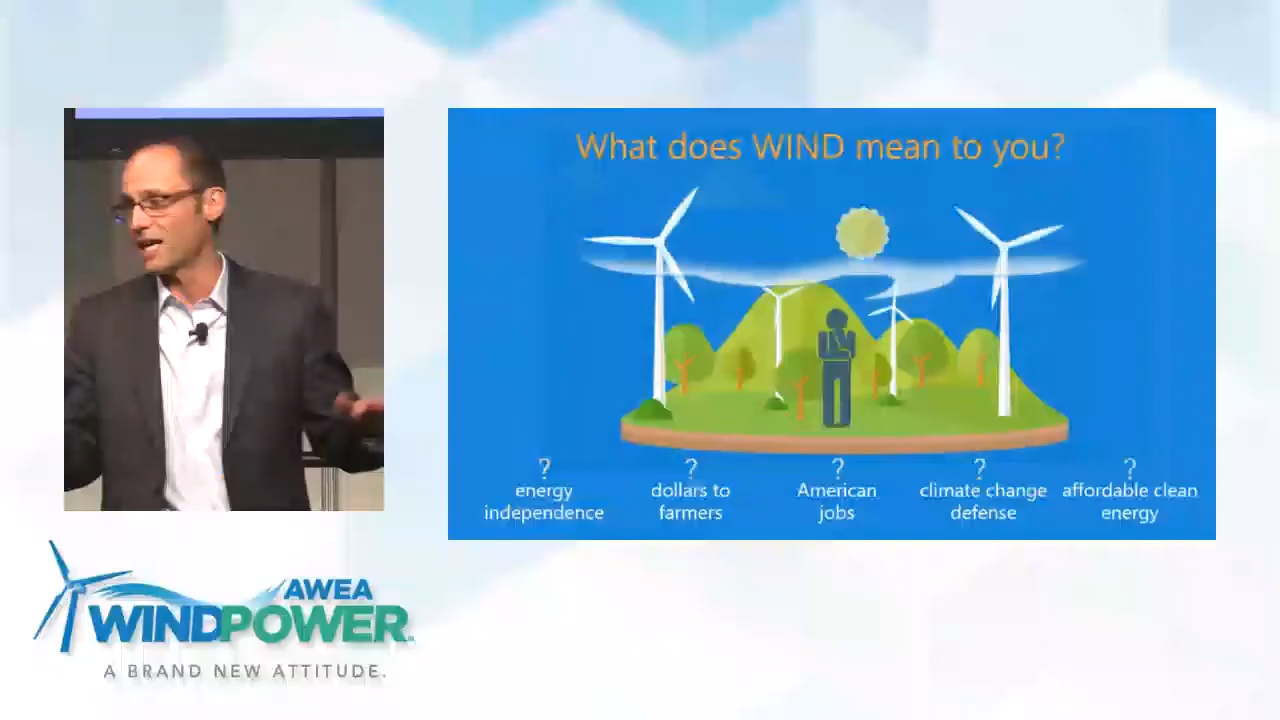 What does WIND mean to you?
? ? ? ? ?
energy dollars to American climate change affordable clean
independence farmers jobs defense energy
AWEA
WINDPOWER
A BRAND NEW ATTITUDE.